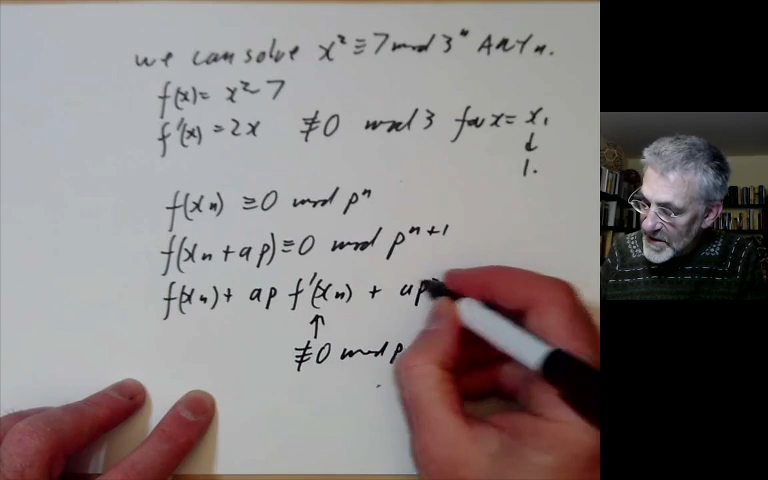 we can solve x² ≡ 7 mod 3ⁿ Any n.
f(x) = x² - 7
f'(x) = 2x ≢ 0 mod 3 for x = x₁
↓
1.
f(xₙ) ≡ 0 mod pⁿ
f(xₙ + ap) ≡ 0 mod pⁿ⁺¹
f(xₙ) + ap f'(xₙ) + ap
↑
≢ 0 mod p